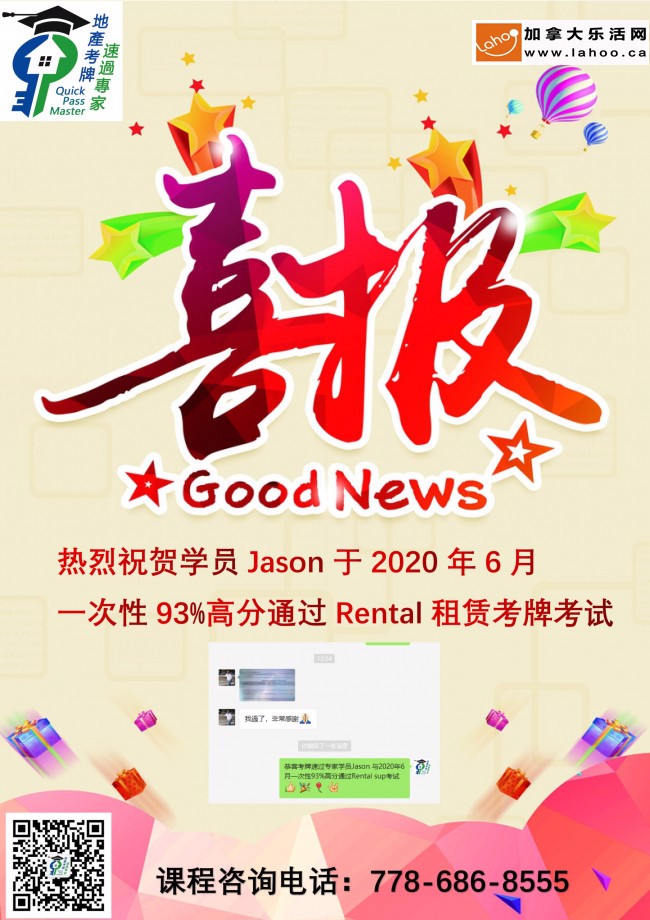 地產考牌
速過專家
Quick
Pass
Master
Lahoo
加拿大乐活网
www.lahoo.ca
喜报
Good News
热烈祝贺学员 Jason 于 2020 年 6 月
一次性 93%高分通过 Rental 租赁考牌考试
我过了，非常感谢🙏
恭喜考牌速过专家学员Jason 与2020年6
月一次性93%高分通过Rental sup考试
课程咨询电话：778-686-8555